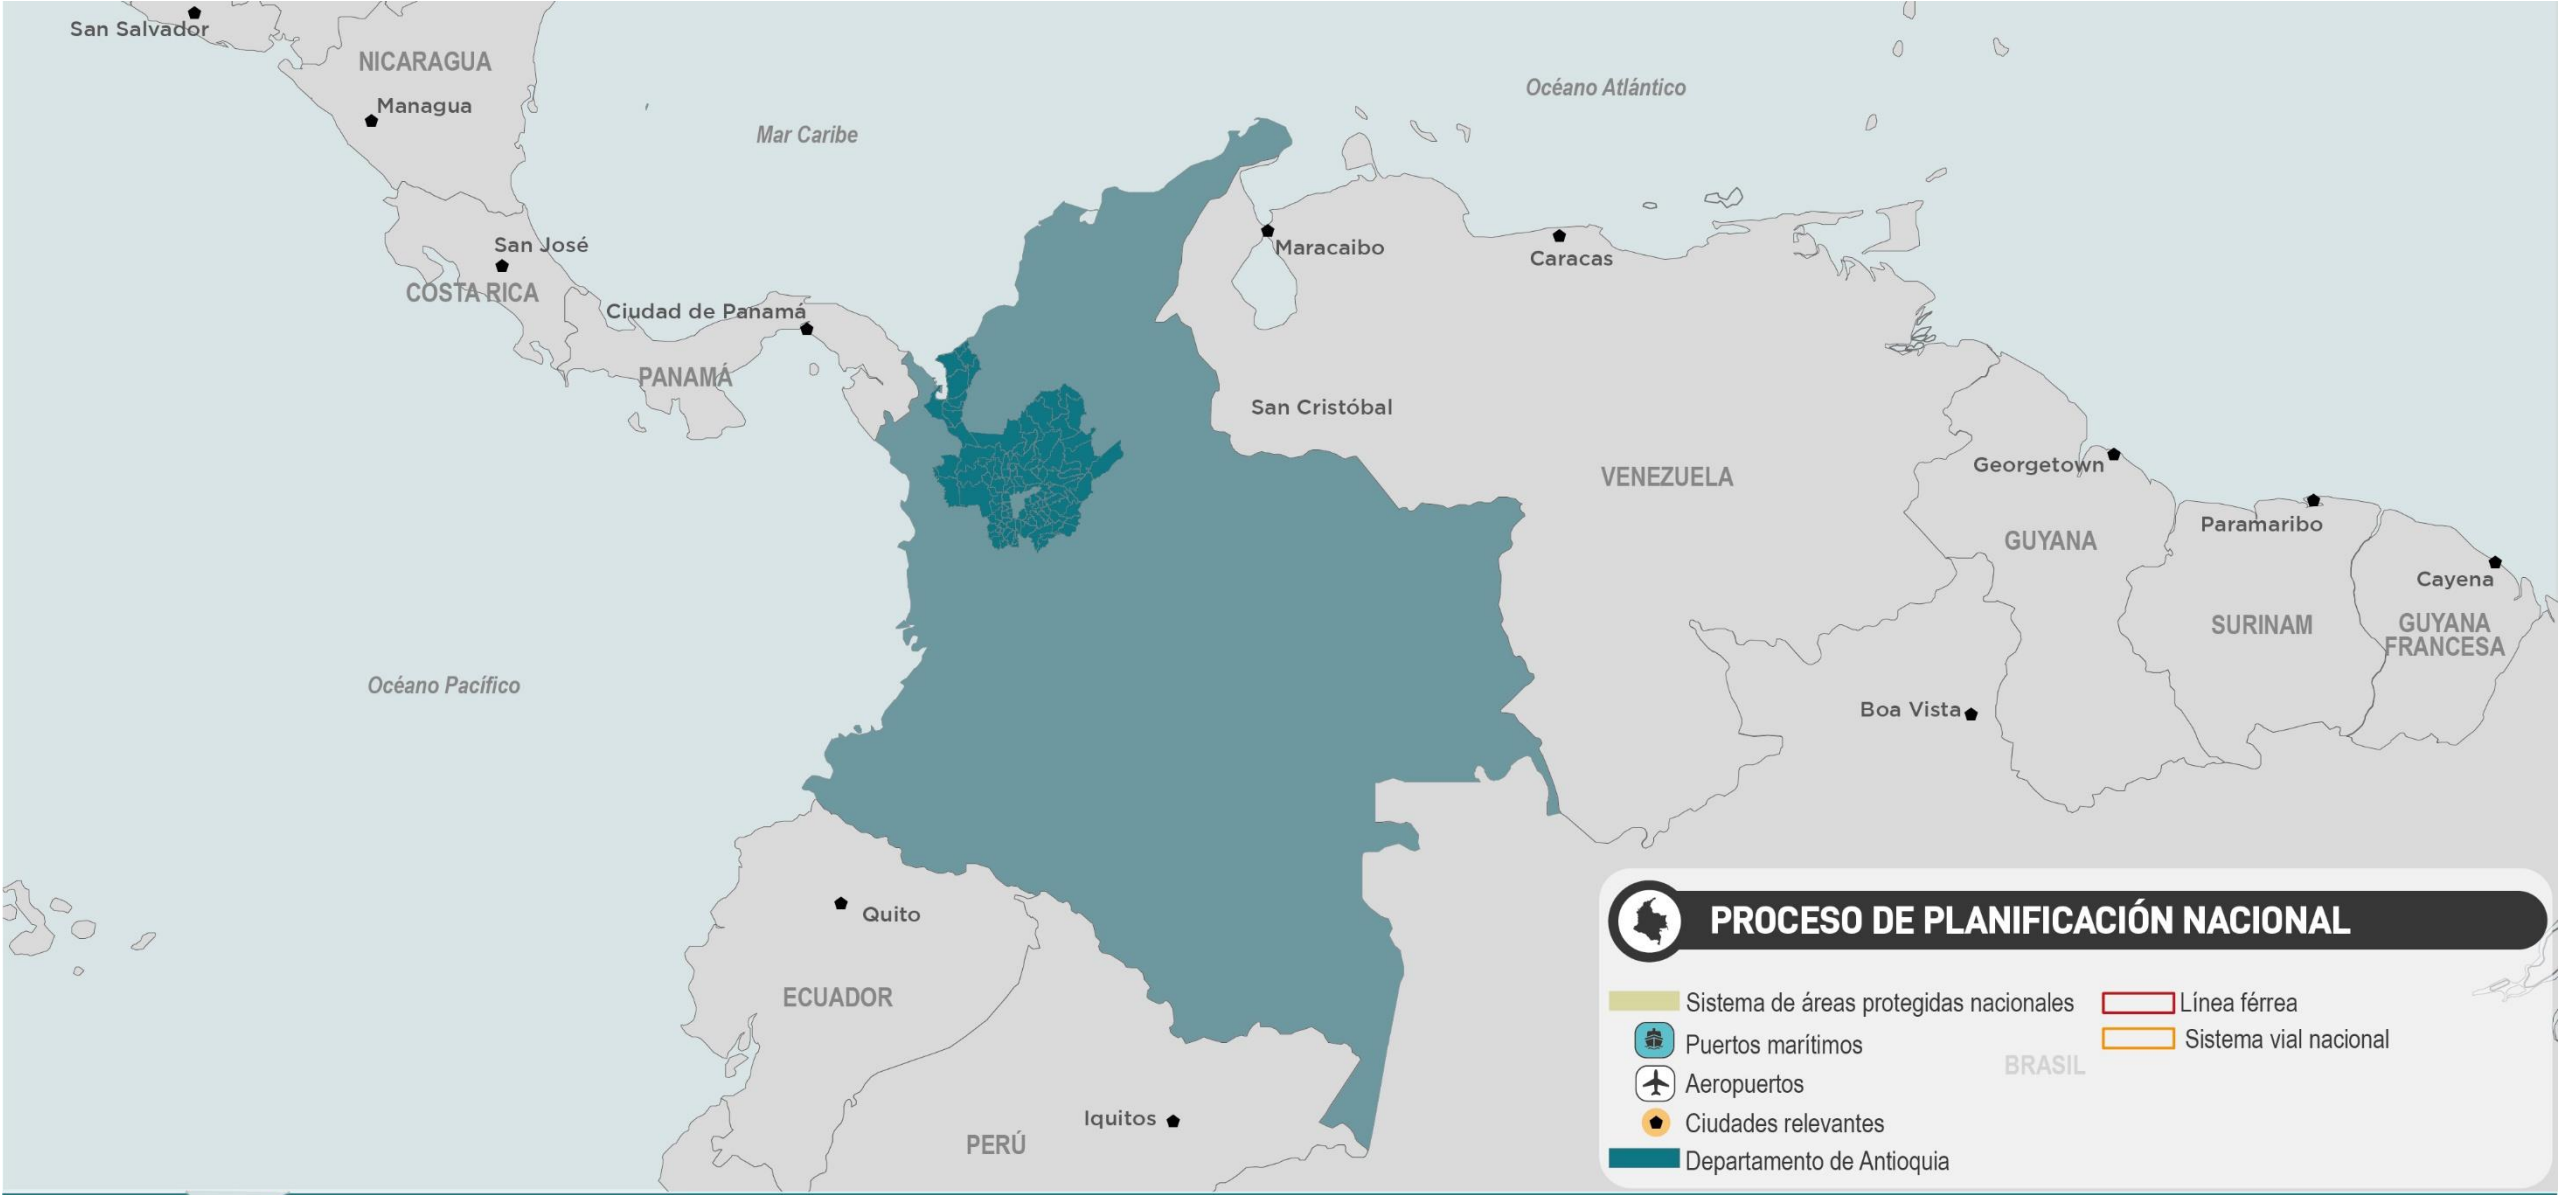 San Salvador
NICARAGUA
Managua
Océano Atlántico
Mar Caribe
San José
COSTA RICA
Maracaibo
Caracas
Ciudad de Panamá
PANAMÁ
San Cristóbal
VENEZUELA
Georgetown
GUYANA
Paramaribo
Cayena
SURINAM
GUYANA
FRANCESA
Océano Pacífico
Boa Vista
Quito
ECUADOR
Iquitos
PERÚ
PROCESO DE PLANIFICACIÓN NACIONAL
Sistema de áreas protegidas nacionales
Línea férrea
Puertos marítimos
Sistema vial nacional
BRASIL
Aeropuertos
Ciudades relevantes
Departamento de Antioquia